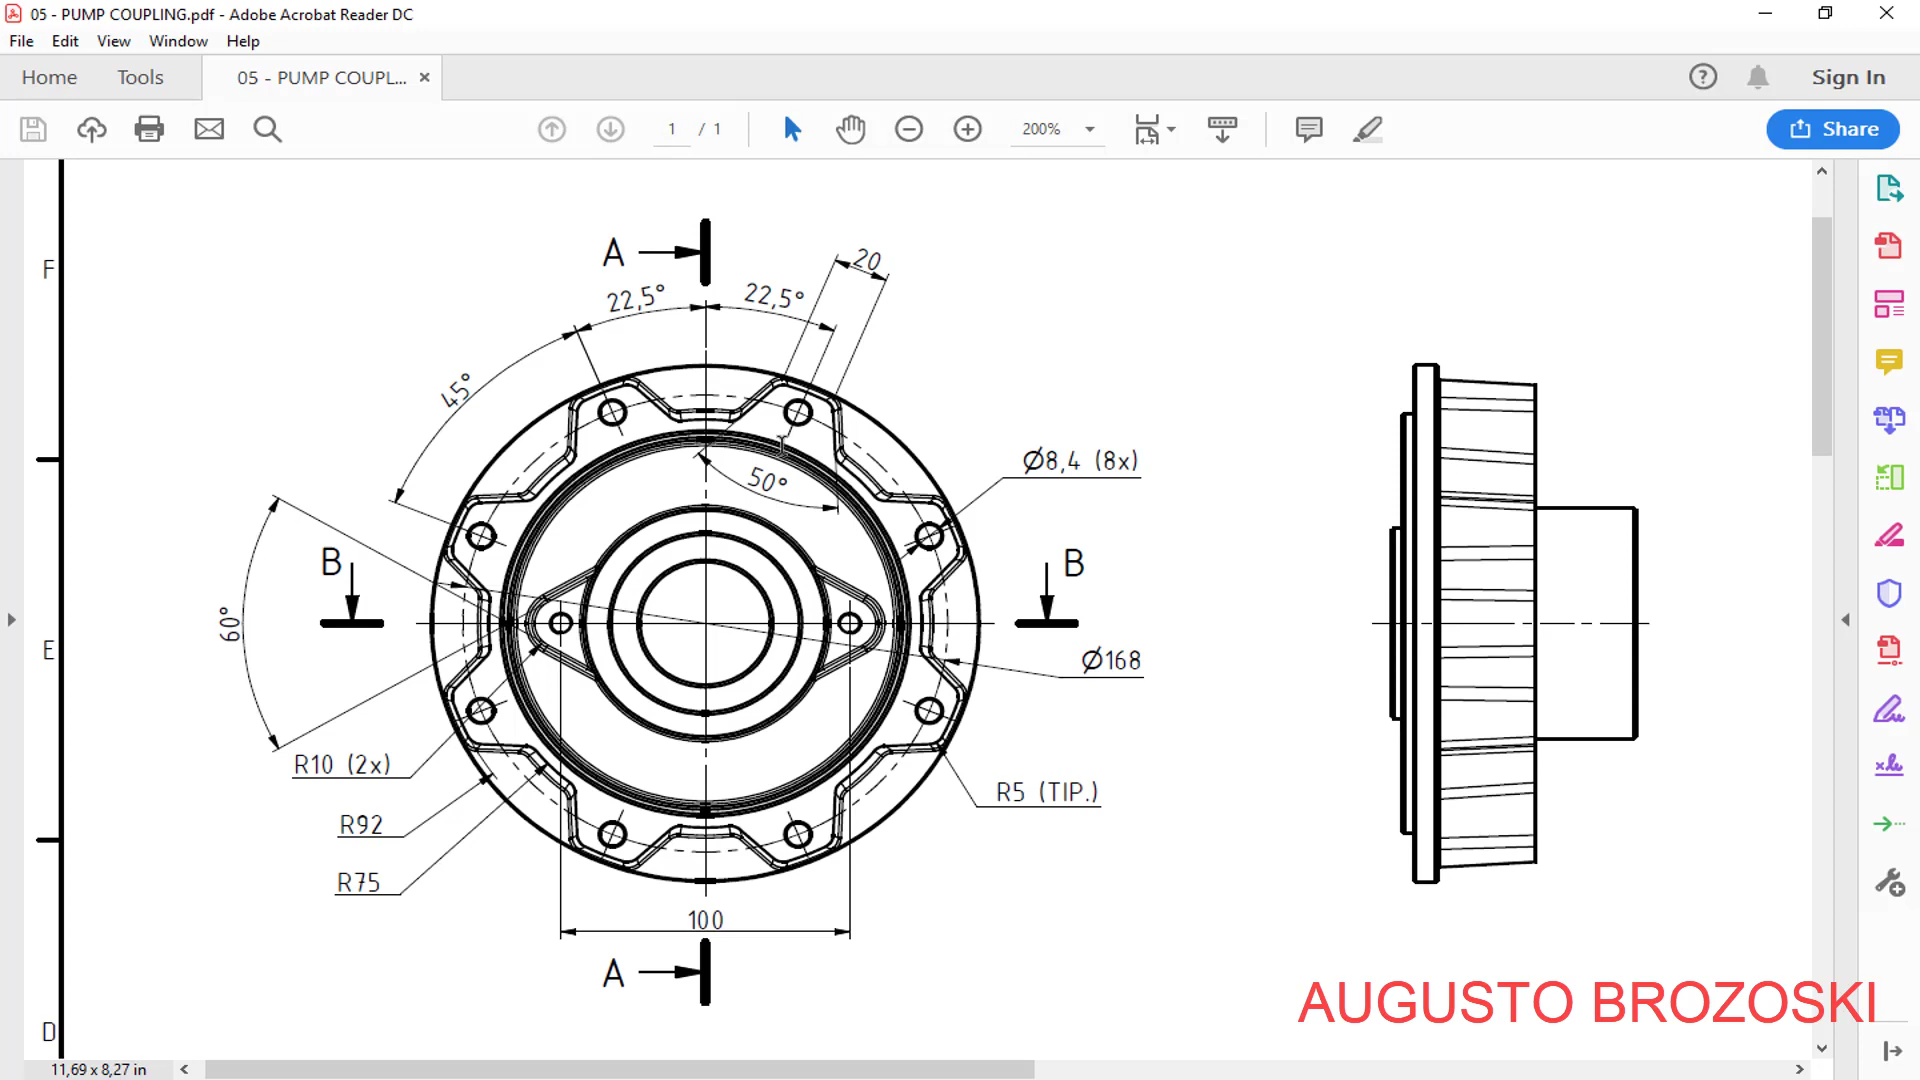 05 - PUMP COUPLING.pdf - Adobe Acrobat Reader DC
File Edit View Window Help
Home Tools 05 - PUMP COUPL... ×
Sign In
1 / 1
200%
Share
F
E
D
A
20
22,5°
22,5°
45°
50°
Ø8,4 (8x)
60°
B
B
Ø168
R10 (2x)
R5 (TIP.)
R92
R75
100
A
AUGUSTO BROZOSKI
11,69 x 8,27 in